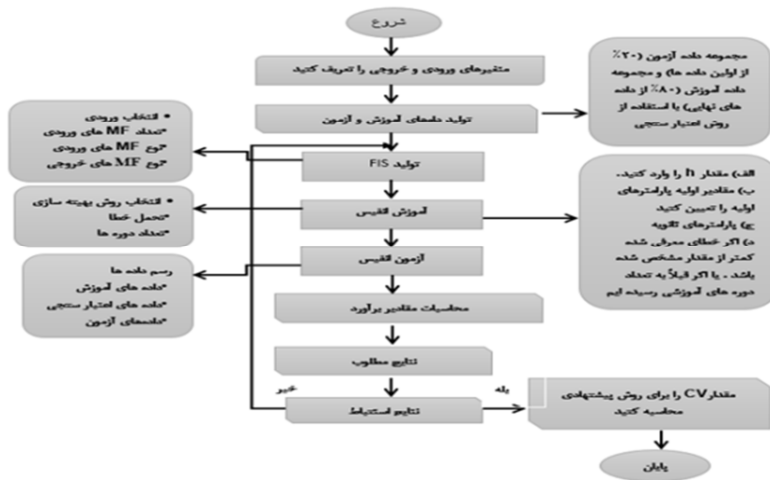 شروع
متغیرهای ورودی و خروجی را تعریف کنید
تولید دادهای آموزش و آزمون
مجموعه داده آزمون (۲۰٪
از اولین داده ها) و مجموعه
داده آموزش (۸۰٪ از داده
های نهایی) با استفاده از
روش اعتبار سنجی
• انتخاب ورودی
•تعداد MF های ورودی
•نوع MF های ورودی
•نوع MF های خروجی
تولید FIS
الف) مقدار h را وارد کنید.
ب) مقادیر اولیه پارامترهای
اولیه را تعیین کنید
ج) پارامترهای ثانویه
د) اگر خطای معرفی شده
کمتر از مقدار مشخص شده
باشد . یا اگر قبلاً به تعداد
دوره های آموزشی رسیده ایم
• انتخاب روش بهینه سازی
•تحمل خطا
•تعداد دوره ها
آموزش انفیس
آزمون انفیس
رسم داده ها
•داده های آموزش
•داده های اعتبار سنجی
•دادههای آزمون
محاسبات مقادیر برآورد
نتایج مطلوب
خیر
بله
نتایج استنباط
مقدار CV را برای روش پیشنهادی
محاسبه کنید
پایان